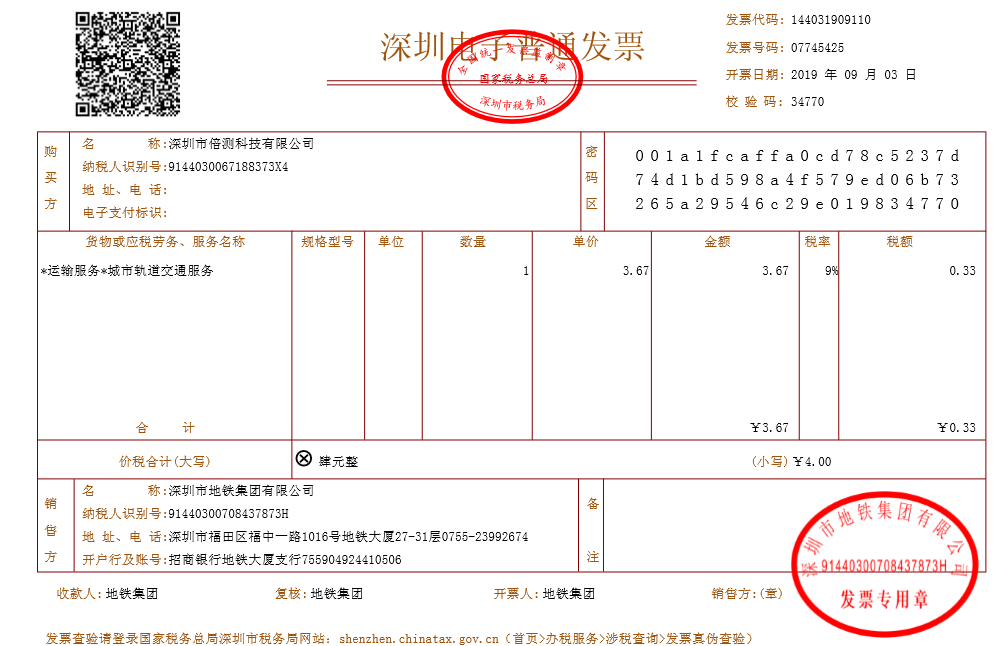 深圳电子普通发票
全国统一发票监制章
国家税务总局
深圳市税务局
发票代码: 144031909110
发票号码: 07745425
开票日期: 2019 年 09 月 03 日
校 验 码: 34770
购买方
名 称:深圳市倍测科技有限公司
纳税人识别号:9144030067188373X4
地 址、电 话:
电子支付标识:
密码区
001a1fcaffa0cd78c5237d
74d1bd598a4f579ed06b73
265a29546c29e019834770
货物或应税劳务、服务名称 规格型号 单位 数量 单价 金额 税率 税额
*运输服务*城市轨道交通服务 1 3.67 3.67 9% 0.33
合 计 ￥3.67 ￥0.33
价税合计(大写) ⊗ 肆元整 (小写)￥4.00
销售方
名 称:深圳市地铁集团有限公司
纳税人识别号:91440300708437873H
地 址、电 话:深圳市福田区福中一路1016号地铁大厦27-31层0755-23992674
开户行及账号:招商银行地铁大厦支行755904924410506
备注
深圳市地铁集团有限公司
91440300708437873H
发票专用章
收款人:地铁集团 复核:地铁集团 开票人:地铁集团 销售方:(章)
发票查验请登录国家税务总局深圳市税务局网站：shenzhen.chinatax.gov.cn（首页>办税服务>涉税查询>发票真伪查验）